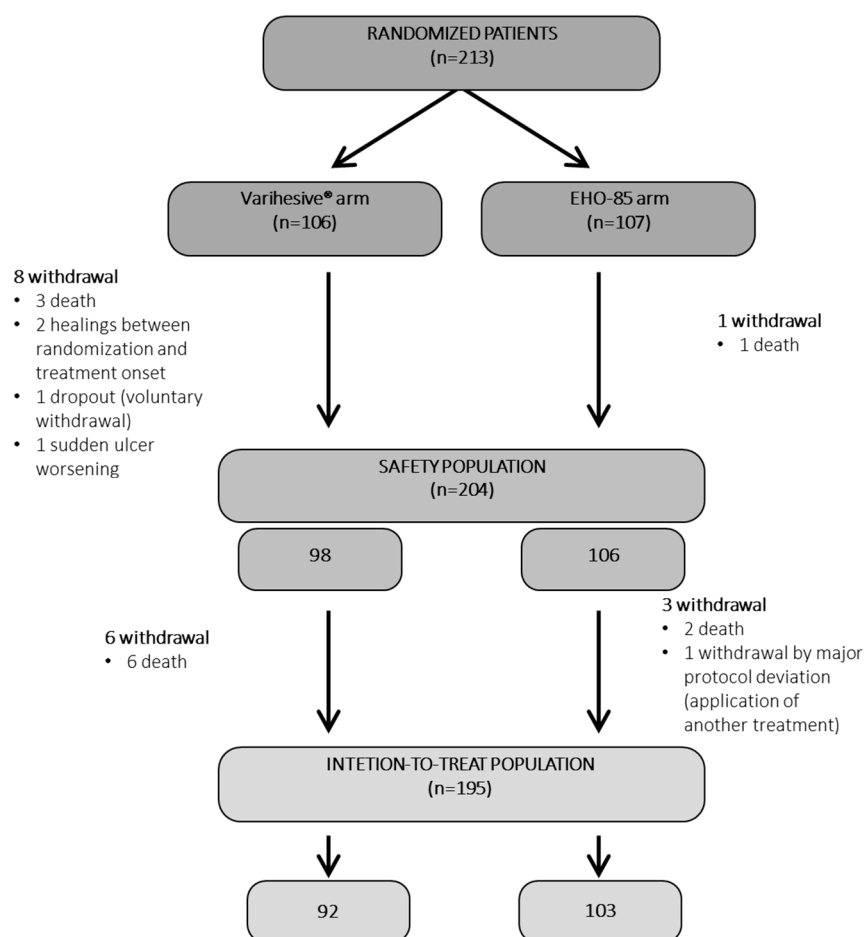 RANDOMIZED PATIENTS
(n=213)
Varihesive® arm
(n=106)
EHO-85 arm
(n=107)
8 withdrawal
• 3 death
• 2 healings between
randomization and
treatment onset
• 1 dropout (voluntary
withdrawal)
• 1 sudden ulcer
worsening
1 withdrawal
• 1 death
SAFETY POPULATION
(n=204)
98
106
6 withdrawal
• 6 death
3 withdrawal
• 2 death
• 1 withdrawal by major
protocol deviation
(application of
another treatment)
INTETION-TO-TREAT POPULATION
(n=195)
92
103